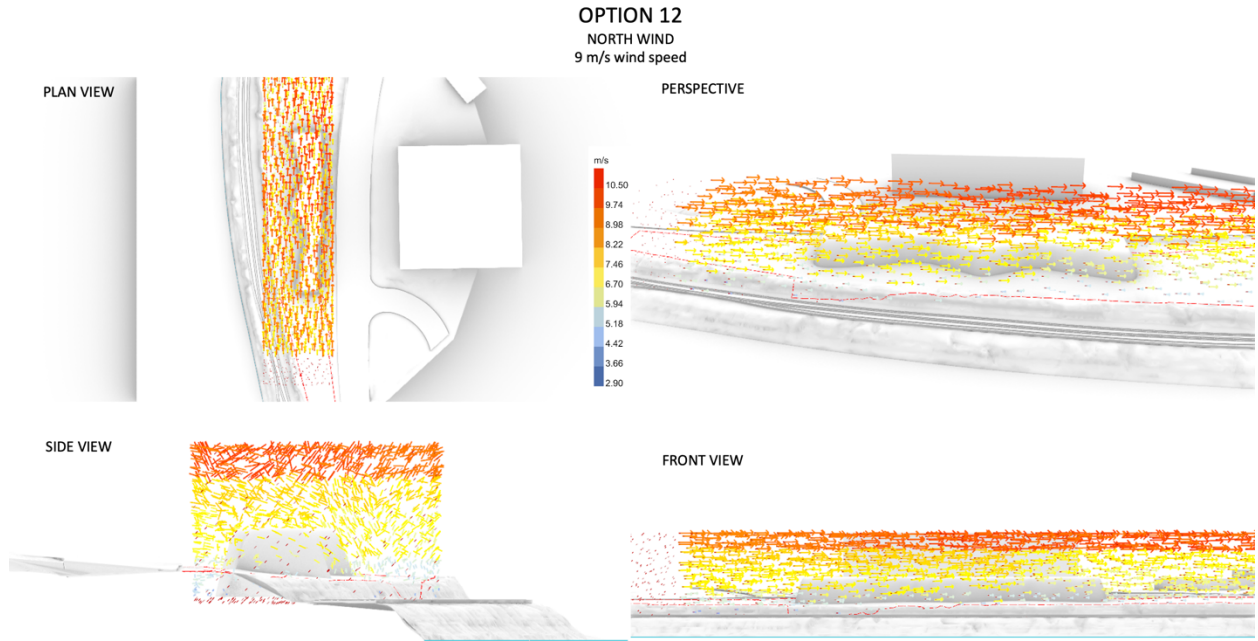 OPTION 12
NORTH WIND
9 m/s wind speed
PLAN VIEW
PERSPECTIVE
m/s
10.50
9.74
8.98
8.22
7.46
6.70
5.94
5.18
4.42
3.66
2.90
SIDE VIEW
FRONT VIEW